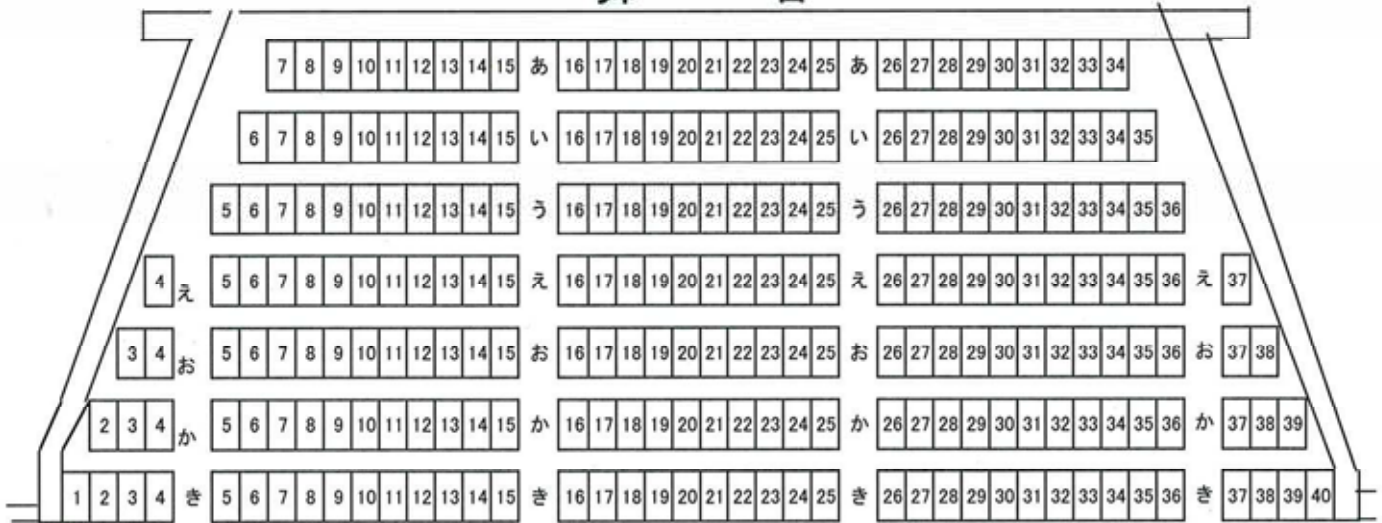 7 8 9 10 11 12 13 14 15 あ 16 17 18 19 20 21 22 23 24 25 あ 26 27 28 29 30 31 32 33 34
6 7 8 9 10 11 12 13 14 15 い 16 17 18 19 20 21 22 23 24 25 い 26 27 28 29 30 31 32 33 34 35
5 6 7 8 9 10 11 12 13 14 15 う 16 17 18 19 20 21 22 23 24 25 う 26 27 28 29 30 31 32 33 34 35 36
4 え 5 6 7 8 9 10 11 12 13 14 15 え 16 17 18 19 20 21 22 23 24 25 え 26 27 28 29 30 31 32 33 34 35 36 え 37
3 4 お 5 6 7 8 9 10 11 12 13 14 15 お 16 17 18 19 20 21 22 23 24 25 お 26 27 28 29 30 31 32 33 34 35 36 お 37 38
2 3 4 か 5 6 7 8 9 10 11 12 13 14 15 か 16 17 18 19 20 21 22 23 24 25 か 26 27 28 29 30 31 32 33 34 35 36 か 37 38 39
1 2 3 4 き 5 6 7 8 9 10 11 12 13 14 15 き 16 17 18 19 20 21 22 23 24 25 き 26 27 28 29 30 31 32 33 34 35 36 き 37 38 39 40